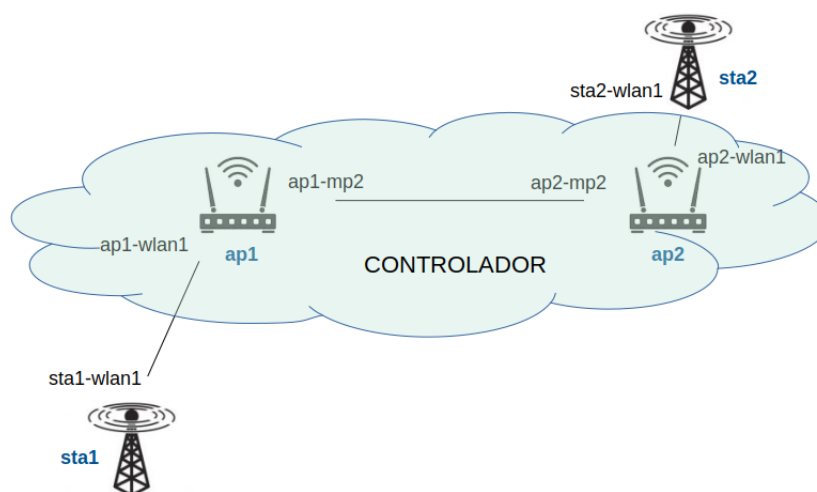 sta2
sta2-wlan1
ap2-wlan1
ap1-mp2
ap2-mp2
ap1-wlan1
ap1
ap2
CONTROLADOR
sta1-wlan1
sta1